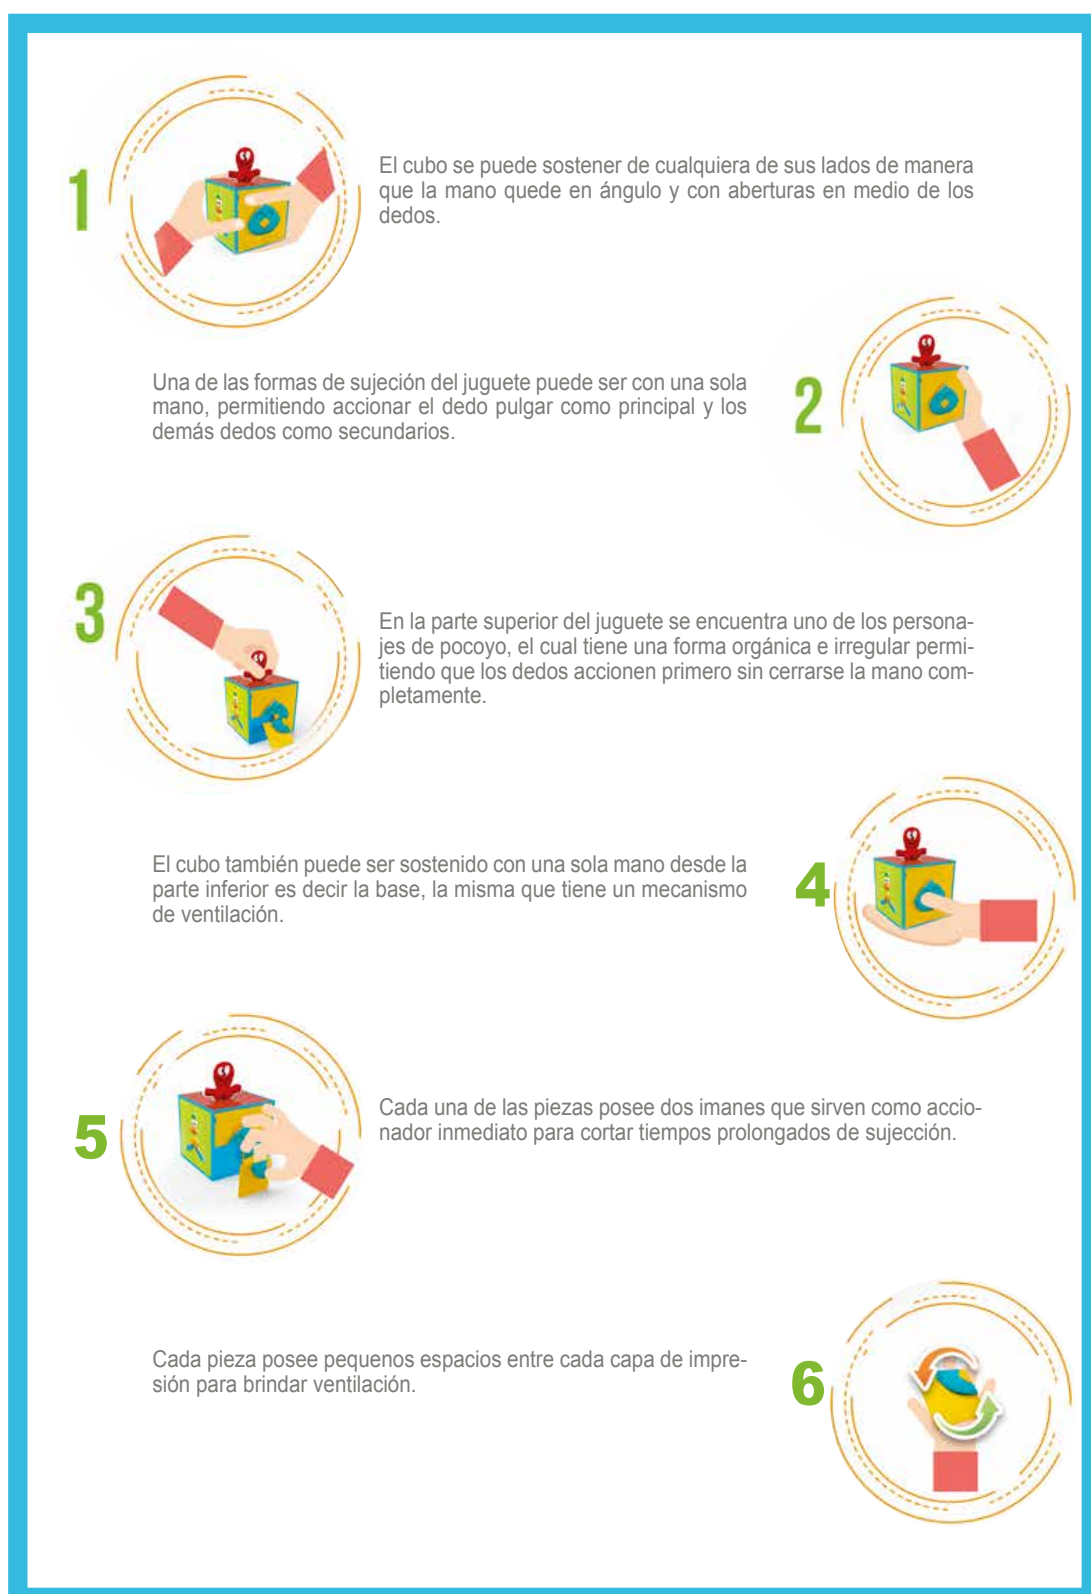 1
El cubo se puede sostener de cualquiera de sus lados de manera
que la mano quede en ángulo y con aberturas en medio de los
dedos.
Una de las formas de sujeción del juguete puede ser con una sola
mano, permitiendo accionar el dedo pulgar como principal y los
demás dedos como secundarios.
2
3
En la parte superior del juguete se encuentra uno de los persona-
jes de pocoyo, el cual tiene una forma orgánica e irregular permi-
tiendo que los dedos accionen primero sin cerrarse la mano com-
pletamente.
El cubo también puede ser sostenido con una sola mano desde la
parte inferior es decir la base, la misma que tiene un mecanismo
de ventilación.
4
5
Cada una de las piezas posee dos imanes que sirven como accio-
nador inmediato para cortar tiempos prolongados de sujección.
Cada pieza posee pequenos espacios entre cada capa de impre-
sión para brindar ventilación.
6